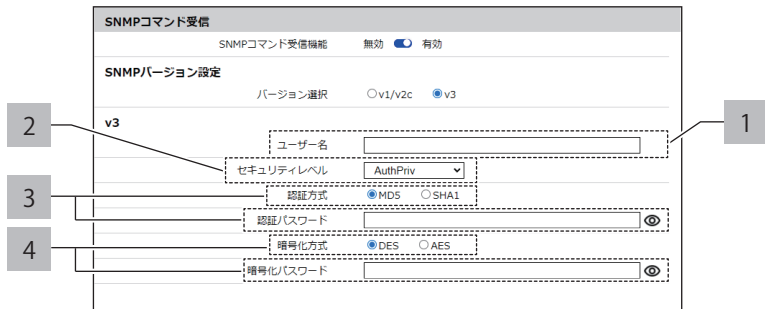 SNMPコマンド受信
SNMPコマンド受信機能 無効 有効
SNMPバージョン設定
バージョン選択 v1/v2c v3
2
v3
1
ユーザー名
セキュリティレベル AuthPriv
3
認証方式 MD5 SHA1
認証パスワード
4
暗号化方式 DES AES
暗号化パスワード